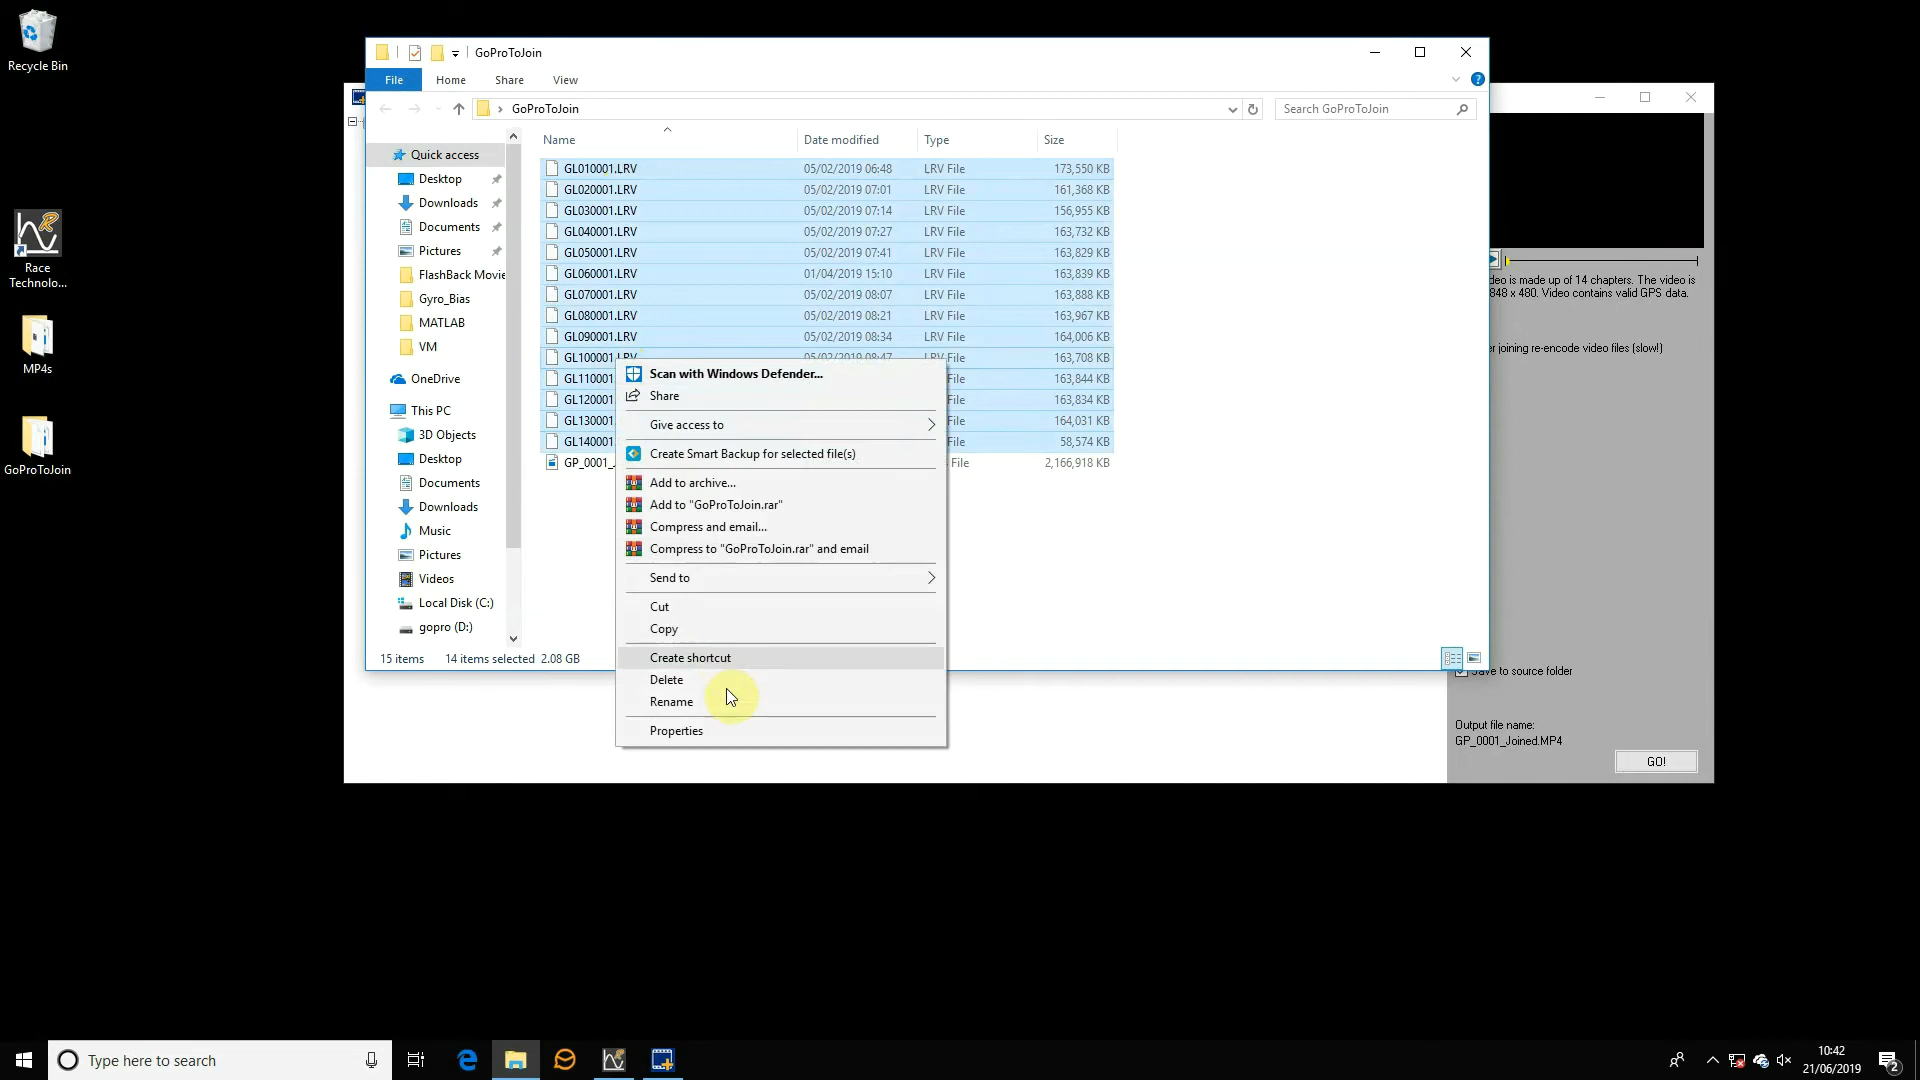 Recycle Bin
Race
Technolo...
MP4s
GoProToJoin
GoProToJoin
File Home Share View
GoProToJoin
Search GoProToJoin
Quick access
Desktop
Downloads
Documents
Pictures
FlashBack Movie
Gyro_Bias
MATLAB
VM
OneDrive
This PC
3D Objects
Desktop
Documents
Downloads
Music
Pictures
Videos
Local Disk (C:)
gopro (D:)
Name Date modified Type Size
GL010001.LRV 05/02/2019 06:48 LRV File 173,550 KB
GL020001.LRV 05/02/2019 07:01 LRV File 161,368 KB
GL030001.LRV 05/02/2019 07:14 LRV File 156,955 KB
GL040001.LRV 05/02/2019 07:27 LRV File 163,732 KB
GL050001.LRV 05/02/2019 07:41 LRV File 163,829 KB
GL060001.LRV 01/04/2019 15:10 LRV File 163,839 KB
GL070001.LRV 05/02/2019 08:07 LRV File 163,888 KB
GL080001.LRV 05/02/2019 08:21 LRV File 163,967 KB
GL090001.LRV 05/02/2019 08:34 LRV File 164,006 KB
GL100001.LRV 05/02/2019 08:47 LRV File 163,708 KB
GL110001 File 163,844 KB
GL120001 File 163,834 KB
GL130001 File 164,031 KB
GL140001 File 58,574 KB
GP_0001_ File 2,166,918 KB
15 items 14 items selected 2.08 GB
Scan with Windows Defender...
Share
Give access to
Create Smart Backup for selected file(s)
Add to archive...
Add to "GoProToJoin.rar"
Compress and email...
Compress to "GoProToJoin.rar" and email
Send to
Cut
Copy
Create shortcut
Delete
Rename
Properties
deo is made up of 14 chapters. The video is
848 x 480. Video contains valid GPS data.
er joining re-encode video files (slow!)
Save to source folder
Output file name:
GP_0001_Joined.MP4
GO!
Type here to search
10:42
21/06/2019
2